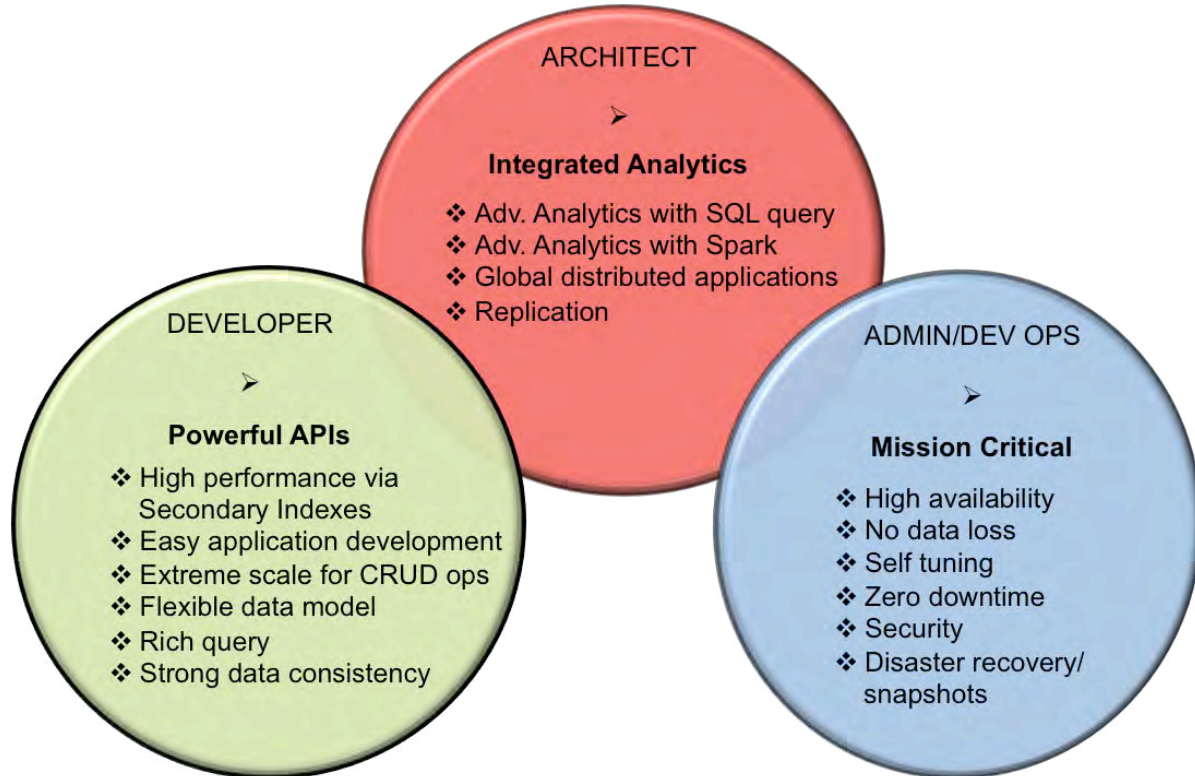 ARCHITECT
➢
Integrated Analytics
❖ Adv. Analytics with SQL query
❖ Adv. Analytics with Spark
❖ Global distributed applications
❖ Replication
DEVELOPER
➢
Powerful APIs
❖ High performance via
Secondary Indexes
❖ Easy application development
❖ Extreme scale for CRUD ops
❖ Flexible data model
❖ Rich query
❖ Strong data consistency
ADMIN/DEV OPS
➢
Mission Critical
❖ High availability
❖ No data loss
❖ Self tuning
❖ Zero downtime
❖ Security
❖ Disaster recovery/
snapshots